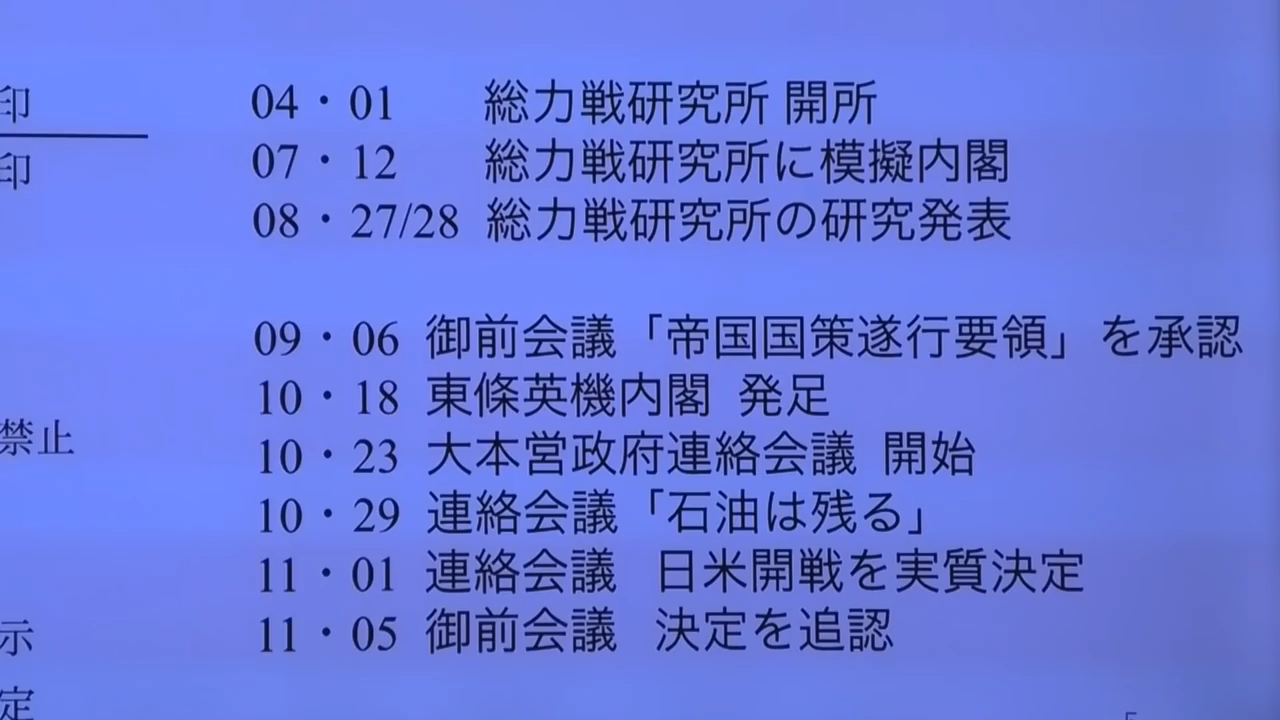 印
印
禁止
示
定
04・01 総力戦研究所 開所
07・12 総力戦研究所に模擬内閣
08・27/28 総力戦研究所の研究発表
09・06 御前会議「帝国国策遂行要領」を承認
10・18 東條英機内閣 発足
10・23 大本営政府連絡会議 開始
10・29 連絡会議「石油は残る」
11・01 連絡会議 日米開戦を実質決定
11・05 御前会議 決定を追認